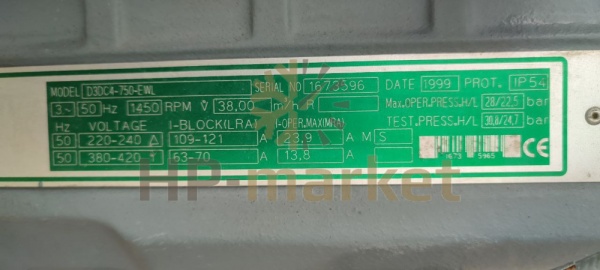 MODEL D3DC4-750-EWL SERIAL NO 1673596 DATE 1999 PROT. IP54
3~ 50 Hz 1450 RPM V 38,00 m³/h R Max.OPER.PRESS.H/L 28/22,5 bar
Hz VOLTAGE I-BLOCK(LRA) I-OPER.MAX(MRA) TEST.PRESS.H/L 30,8/24,7 bar
50 220-240 △ 109-121 A 23.9 A M S
50 380-420 63-70 A 13.8 A CE
HP-market